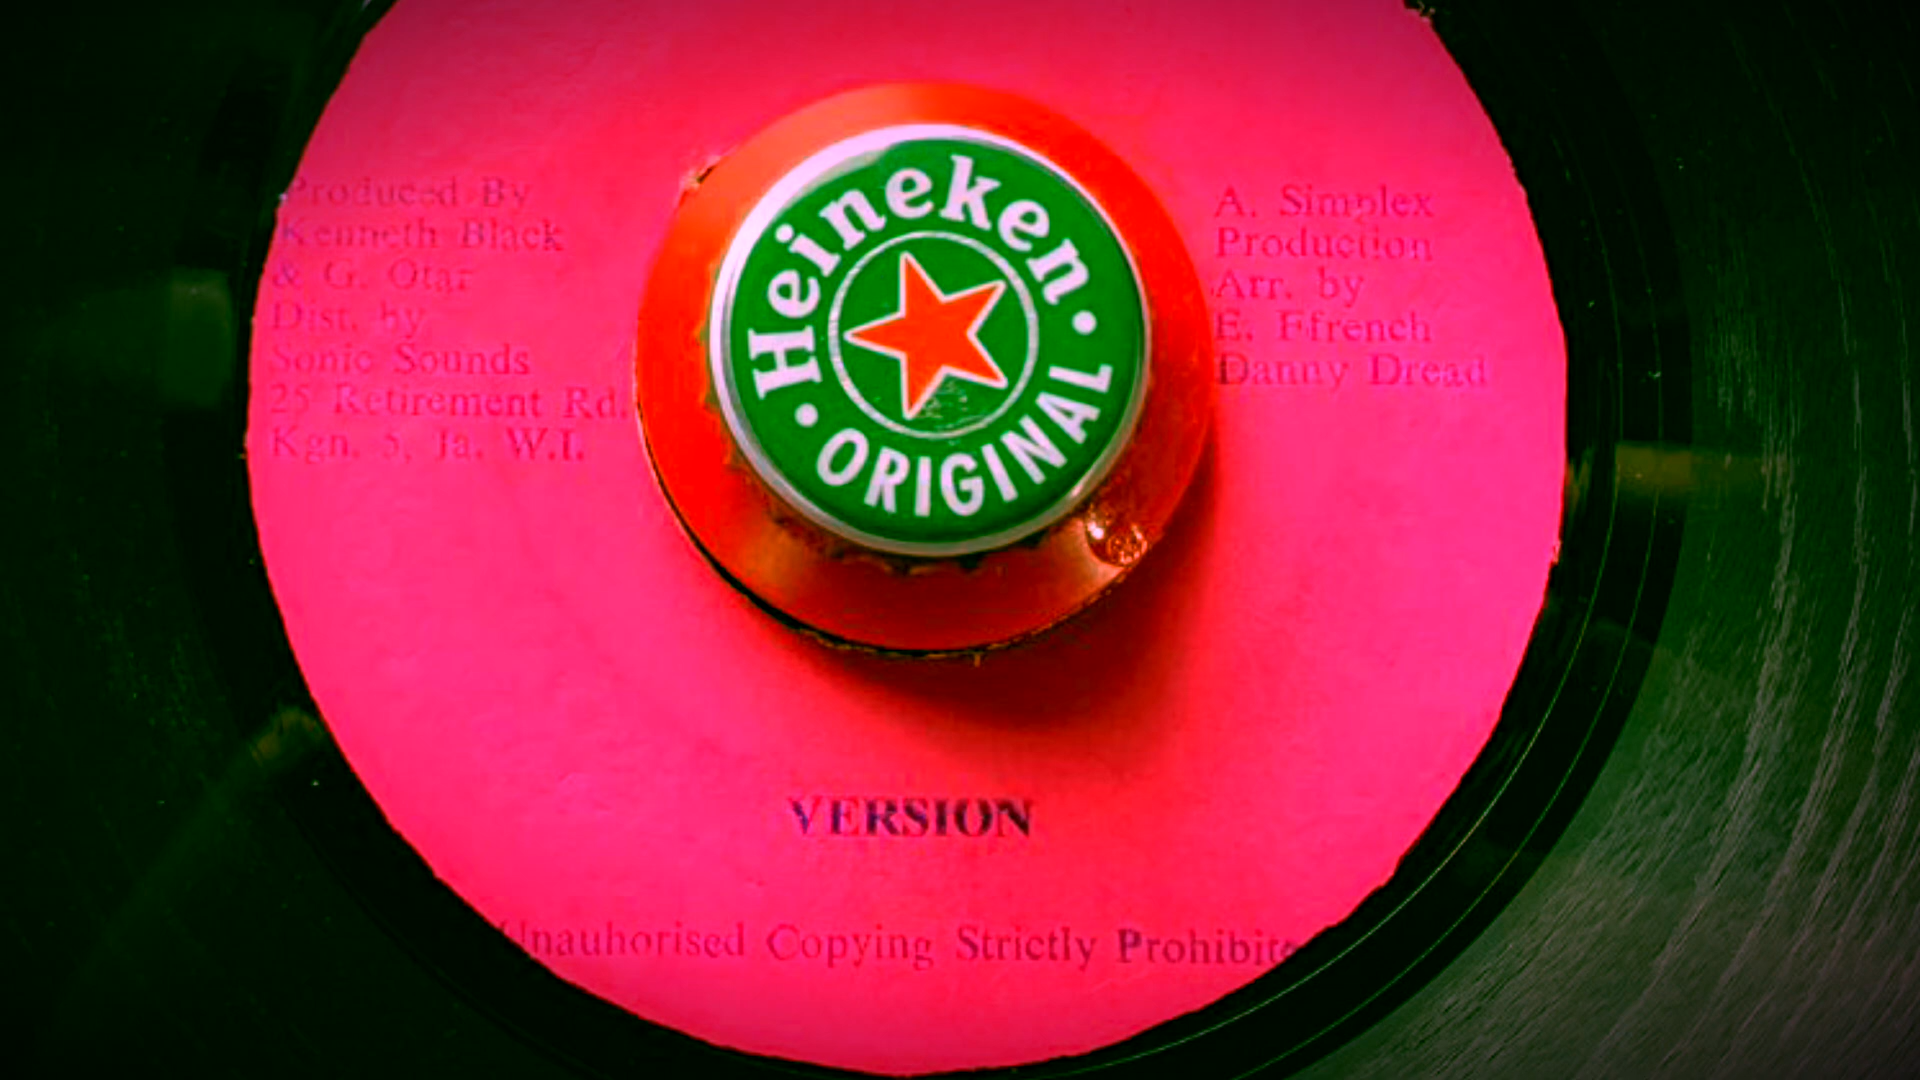 Produced By
Kenneth Black
& G. Otar
Dist. by
Sonic Sounds
25 Retirement Rd.
Kgn. 5, Ja. W.I.
Heineken
ORIGINAL
A. Simplex
Production
Arr. by
E. Ffrench
Danny Dread
VERSION
Unauhorised Copying Strictly Prohibite